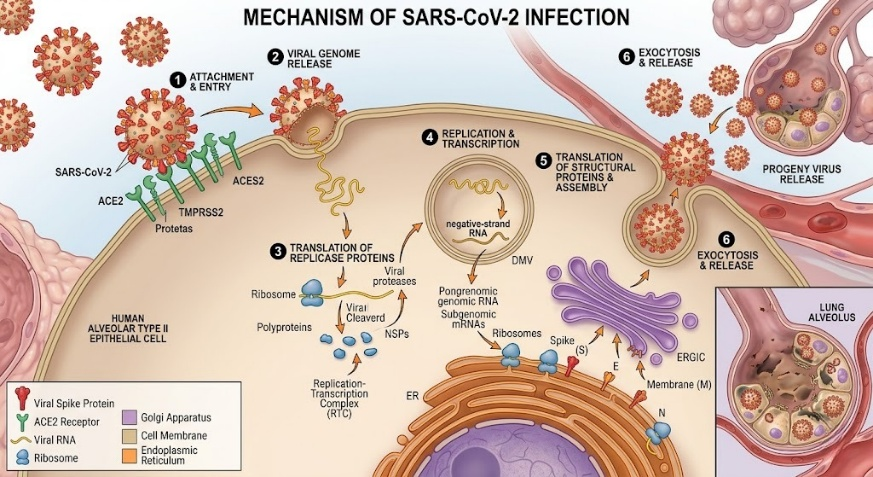 MECHANISM OF SARS-CoV-2 INFECTION
1 ATTACHMENT
& ENTRY
2 VIRAL GENOME
RELEASE
SARS-CoV-2
ACE2
TMPRSS2
Protetas
ACES2
3 TRANSLATION OF
REPLICASE PROTEINS
Ribosome
Viral
proteases
Viral
Cleaverd
Polyproteins
NSPs
Replication-
Transcription
Complex
(RTC)
4 REPLICATION &
TRANSCRIPTION
negative-strand
RNA
DMV
Pongrenomic
genomic RNA
Subgenomic
mRNAs
5 TRANSLATION
OF STRUCTURAL
PROTEINS &
ASSEMBLY
Ribosomes
Spike
(S)
E
Membrane (M)
N
ER
ERGIC
6 EXOCYTOSIS
& RELEASE
PROGENY VIRUS
RELEASE
6
EXOCYTOSIS
& RELEASE
HUMAN
ALVEOLAR TYPE II
EPITHELIAL CELL
LUNG
ALVEOLUS
Viral Spike Protein
ACE2 Receptor
Viral RNA
Ribosome
Golgi Apparatus
Cell Membrane
Endoplasmic
Reticulum